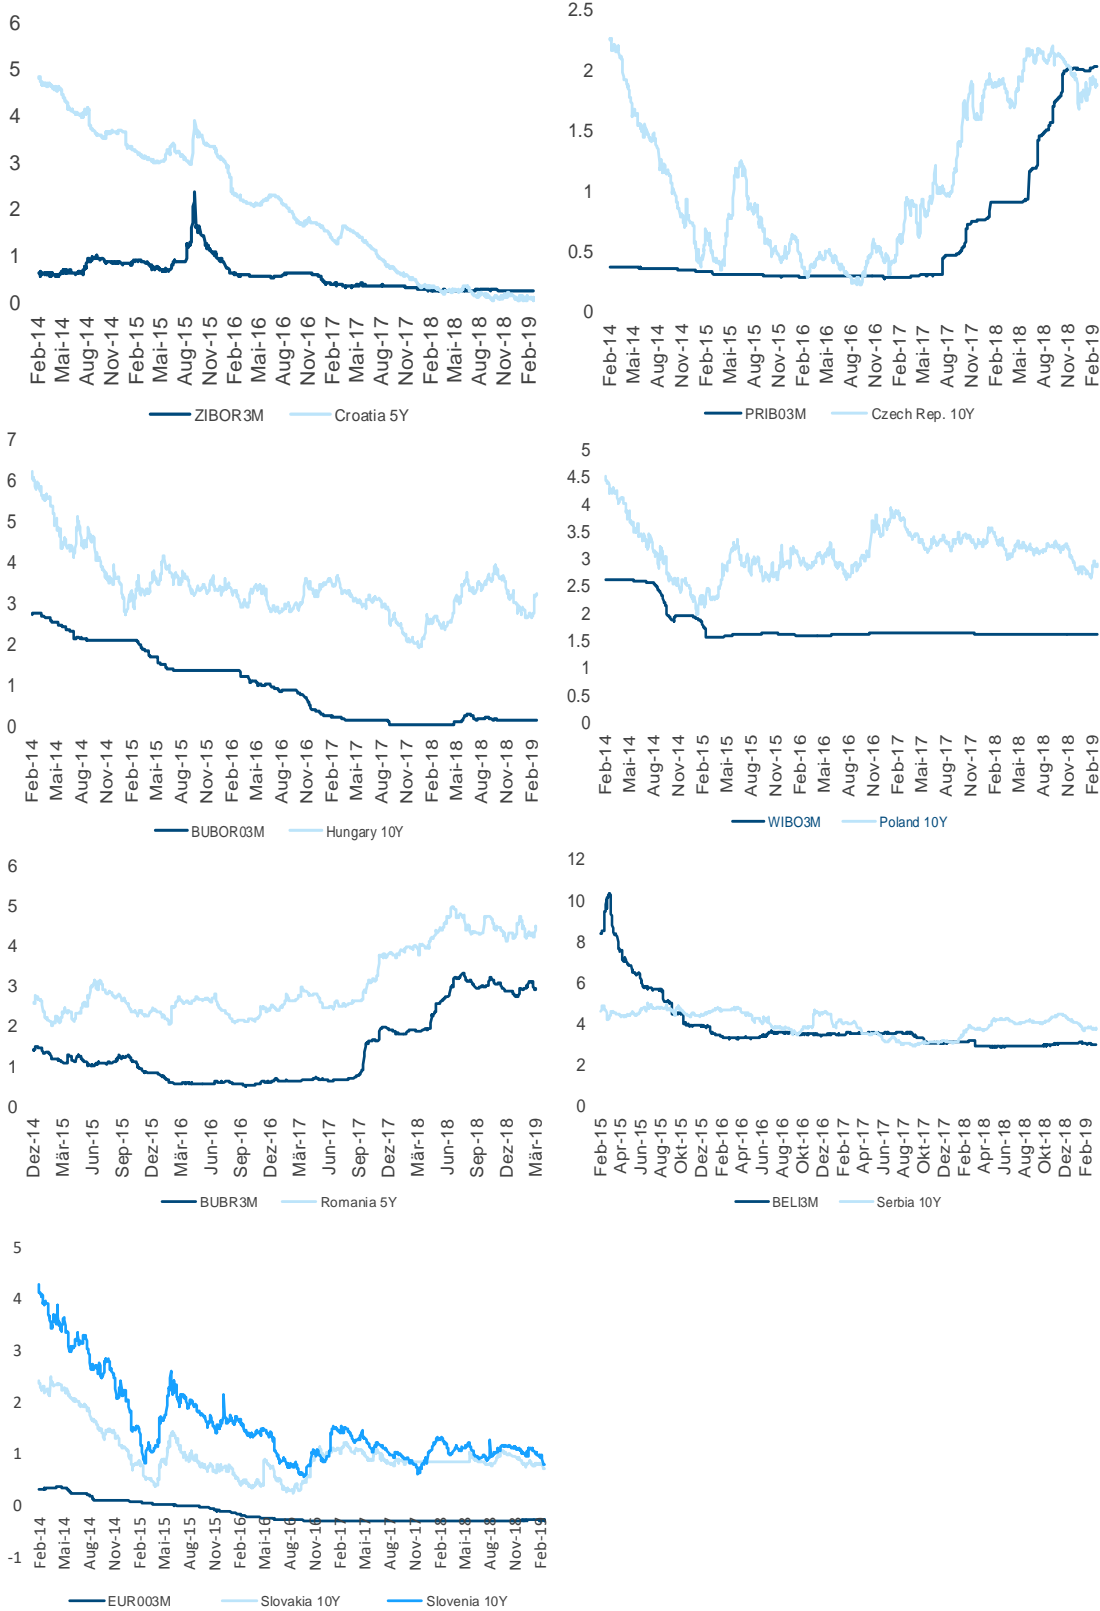 6
5
4
3
2
1
0
Feb-14
Mai-14
Aug-14
Nov-14
Feb-15
Mai-15
Aug-15
Nov-15
Feb-16
Mai-16
Aug-16
Nov-16
Feb-17
Mai-17
Aug-17
Nov-17
Feb-18
Mai-18
Aug-18
Nov-18
Feb-19
ZIBOR3M Croatia 5Y
2.5
2
1.5
1
0.5
0
Feb-14
Mai-14
Aug-14
Nov-14
Feb-15
Mai-15
Aug-15
Nov-15
Feb-16
Mai-16
Aug-16
Nov-16
Feb-17
Mai-17
Aug-17
Nov-17
Feb-18
Mai-18
Aug-18
Nov-18
Feb-19
PRIB03M Czech Rep. 10Y
7
6
5
4
3
2
1
0
Feb-14
Mai-14
Aug-14
Nov-14
Feb-15
Mai-15
Aug-15
Nov-15
Feb-16
Mai-16
Aug-16
Nov-16
Feb-17
Mai-17
Aug-17
Nov-17
Feb-18
Mai-18
Aug-18
Nov-18
Feb-19
BUBOR03M Hungary 10Y
5
4.5
4
3.5
3
2.5
2
1.5
1
0.5
0
Feb-14
Mai-14
Aug-14
Nov-14
Feb-15
Mai-15
Aug-15
Nov-15
Feb-16
Mai-16
Aug-16
Nov-16
Feb-17
Mai-17
Aug-17
Nov-17
Feb-18
Mai-18
Aug-18
Nov-18
Feb-19
WIBO3M Poland 10Y
6
5
4
3
2
1
0
Dez-14
Mär-15
Jun-15
Sep-15
Dez-15
Mär-16
Jun-16
Sep-16
Dez-16
Mär-17
Jun-17
Sep-17
Dez-17
Mär-18
Jun-18
Sep-18
Dez-18
Mär-19
BUBR3M Romania 5Y
12
10
8
6
4
2
0
Feb-15
Apr-15
Jun-15
Aug-15
Okt-15
Dez-15
Feb-16
Apr-16
Jun-16
Aug-16
Okt-16
Dez-16
Feb-17
Apr-17
Jun-17
Aug-17
Okt-17
Dez-17
Feb-18
Apr-18
Jun-18
Aug-18
Okt-18
Dez-18
Feb-19
BELI3M Serbia 10Y
5
4
3
2
1
0
-1
Feb-14
Mai-14
Aug-14
Nov-14
Feb-15
Mai-15
Aug-15
Nov-15
Feb-16
Mai-16
Aug-16
Nov-16
Feb-17
Mai-17
Aug-17
Nov-17
Feb-18
Mai-18
Aug-18
Nov-18
Feb-19
EUR003M Slovakia 10Y Slovenia 10Y